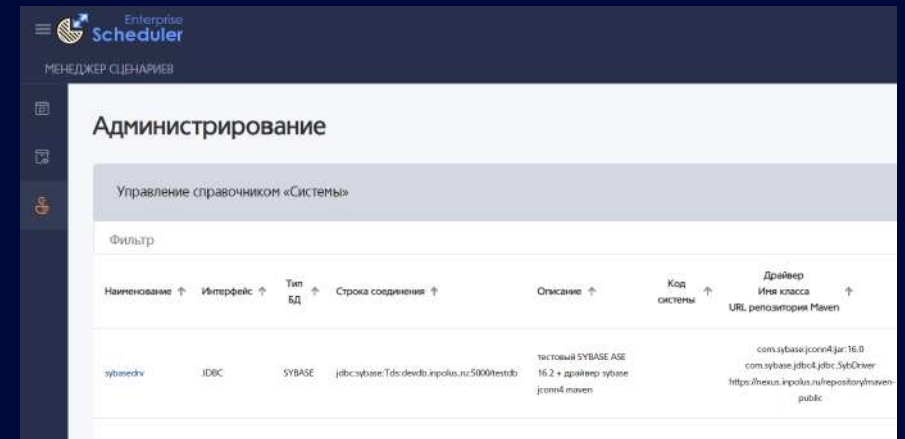 Enterprise
Scheduler
МЕНЕДЖЕР СЦЕНАРИЕВ
Администрирование
Управление справочником «Системы»
Фильтр
Наименование Интерфейс Тип БД Строка соединения Описание Код системы Драйвер Имя класса URL репозитория Maven
sybasedrv JDBC SYBASE jdbc:sybase:Tds:devdb.inpolus.ru:5000/testdb
тестовый SYBASE ASE
16.2 + драйвер sybase
jconn4 maven
com.sybase:jconn4:jar:16.0
com.sybase.jdbc4.jdbc.SybDriver
https://nexus.inpolus.ru/repository/maven-
public